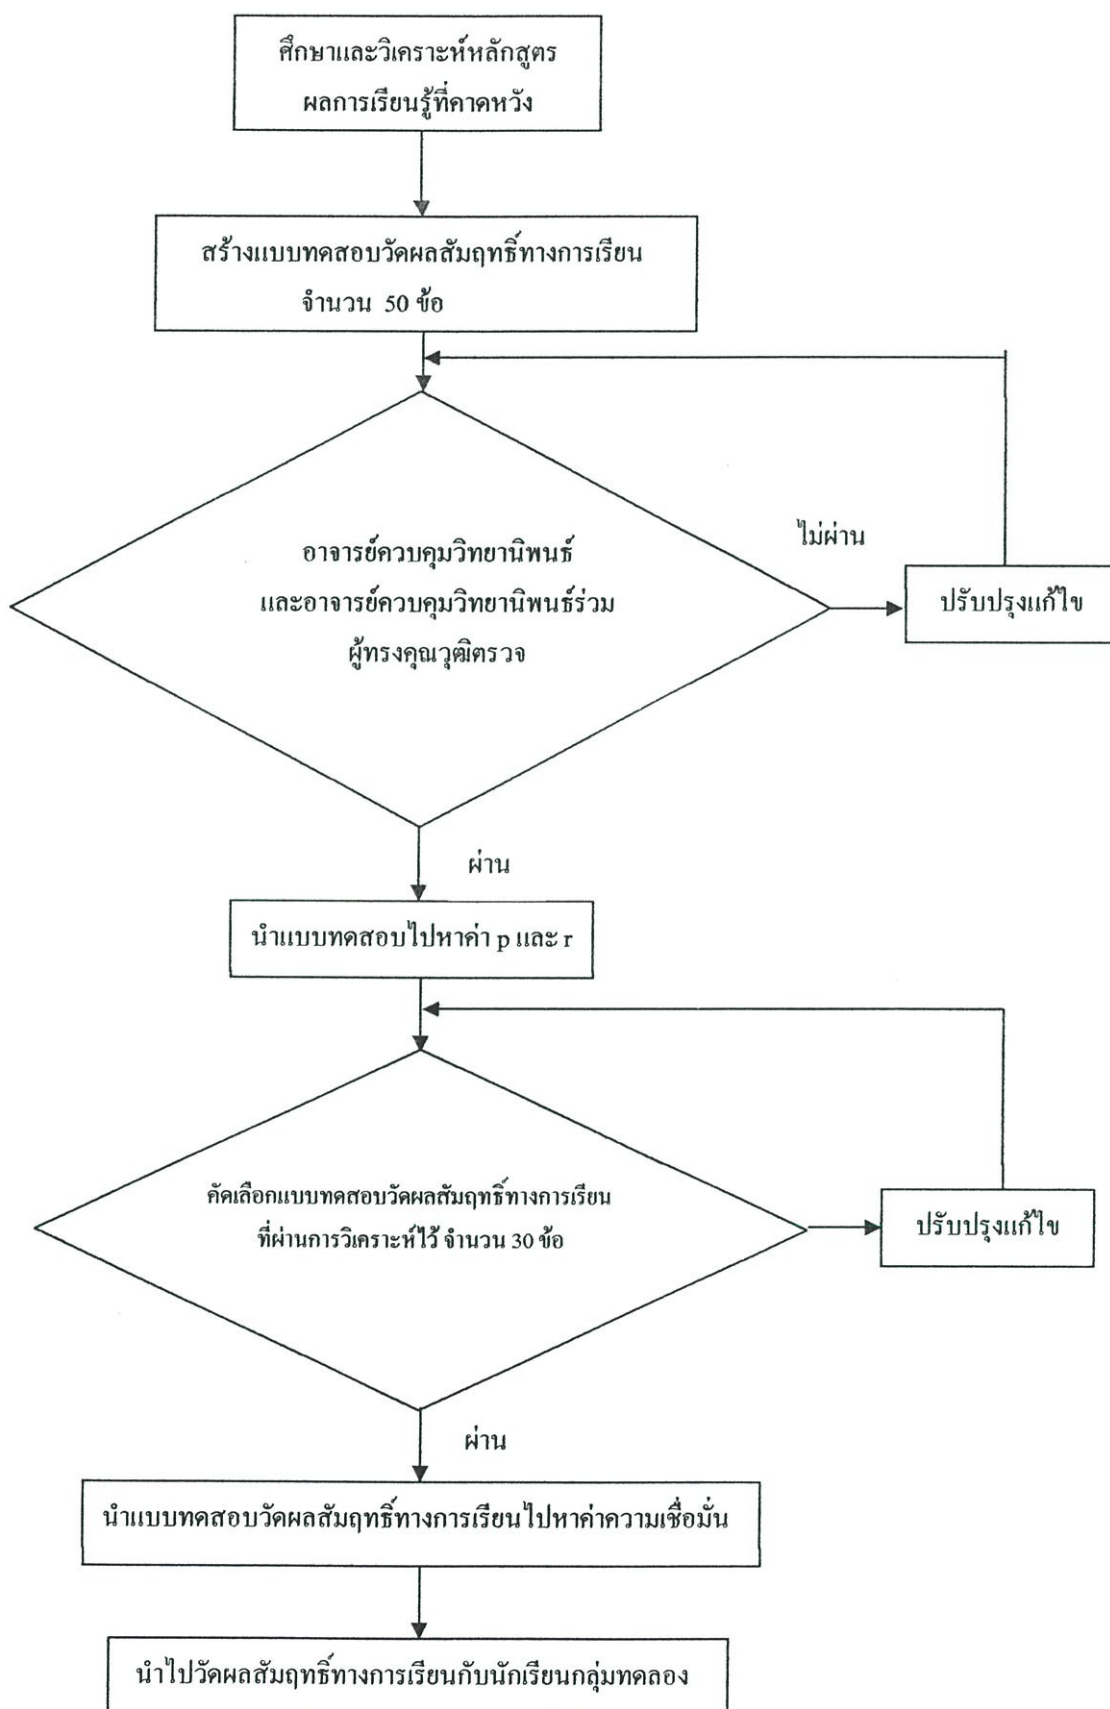 ศึกษาและวิเคราะห์หลักสูตร
ผลการเรียนรู้ที่คาดหวัง
สร้างแบบทดสอบวัดผลสัมฤทธิ์ทางการเรียน
จำนวน 50 ข้อ
อาจารย์ควบคุมวิทยานิพนธ์
และอาจารย์ควบคุมวิทยานิพนธ์ร่วม
ผู้ทรงคุณวุฒิตรวจ
ไม่ผ่าน
ปรับปรุงแก้ไข
ผ่าน
นำแบบทดสอบไปหาค่า p และ r
คัดเลือกแบบทดสอบวัดผลสัมฤทธิ์ทางการเรียน
ที่ผ่านการวิเคราะห์ไว้ จำนวน 30 ข้อ
ปรับปรุงแก้ไข
ผ่าน
นำแบบทดสอบวัดผลสัมฤทธิ์ทางการเรียนไปหาค่าความเชื่อมั่น
นำไปวัดผลสัมฤทธิ์ทางการเรียนกับนักเรียนกลุ่มทดลอง